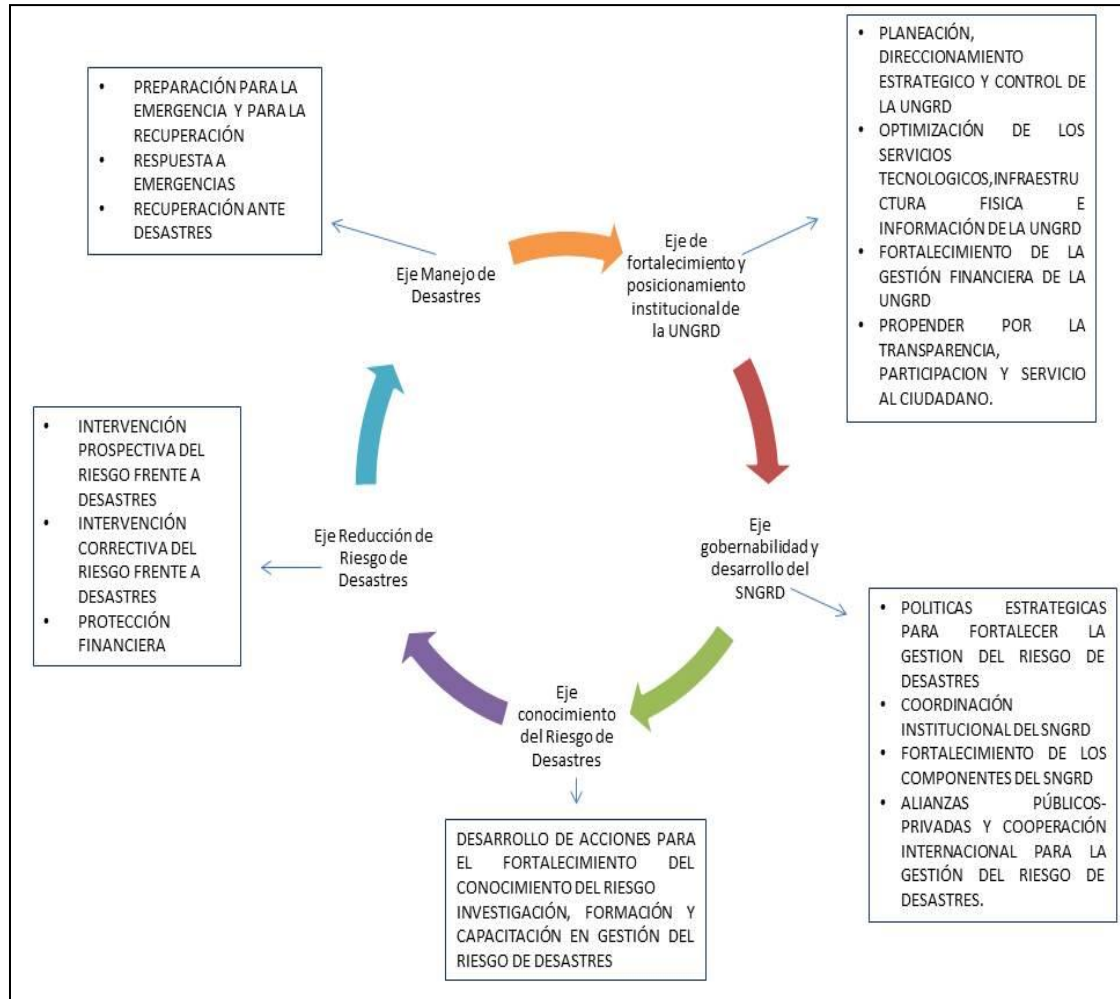 • PREPARACIÓN PARA LA
EMERGENCIA Y PARA LA
RECUPERACIÓN
• RESPUESTA A
EMERGENCIAS
• RECUPERACIÓN ANTE
DESASTRES
Eje Manejo de
Desastres
Eje de
fortalecimiento y
posicionamiento
institucional de
la UNGRD
• PLANEACIÓN,
DIRECCIONAMIENTO
ESTRATEGICO Y CONTROL DE
LA UNGRD
• OPTIMIZACIÓN DE LOS
SERVICIOS
TECNOLOGICOS,INFRAESTRU
CTURA FISICA E
INFORMACIÓN DE LA UNGRD
• FORTALECIMIENTO DE LA
GESTIÓN FINANCIERA DE LA
UNGRD
• PROPENDER POR LA
TRANSPARENCIA,
PARTICIPACION Y SERVICIO
AL CIUDADANO.
Eje
gobernabilidad y
desarrollo del
SNGRD
• POLITICAS ESTRATEGICAS
PARA FORTALECER LA
GESTION DEL RIESGO DE
DESASTRES
• COORDINACIÓN
INSTITUCIONAL DEL SNGRD
• FORTALECIMIENTO DE LOS
COMPONENTES DEL SNGRD
• ALIANZAS PÚBLICOS-
PRIVADAS Y COOPERACIÓN
INTERNACIONAL PARA LA
GESTIÓN DEL RIESGO DE
DESASTRES.
Eje
conocimiento
del Riesgo de
Desastres
DESARROLLO DE ACCIONES PARA
EL FORTALECIMIENTO DEL
CONOCIMIENTO DEL RIESGO
INVESTIGACIÓN, FORMACIÓN Y
CAPACITACIÓN EN GESTIÓN DEL
RIESGO DE DESASTRES
Eje Reducción de
Riesgo de
Desastres
• INTERVENCIÓN
PROSPECTIVA DEL
RIESGO FRENTE A
DESASTRES
• INTERVENCIÓN
CORRECTIVA DEL
RIESGO FRENTE A
DESASTRES
• PROTECCIÓN
FINANCIERA